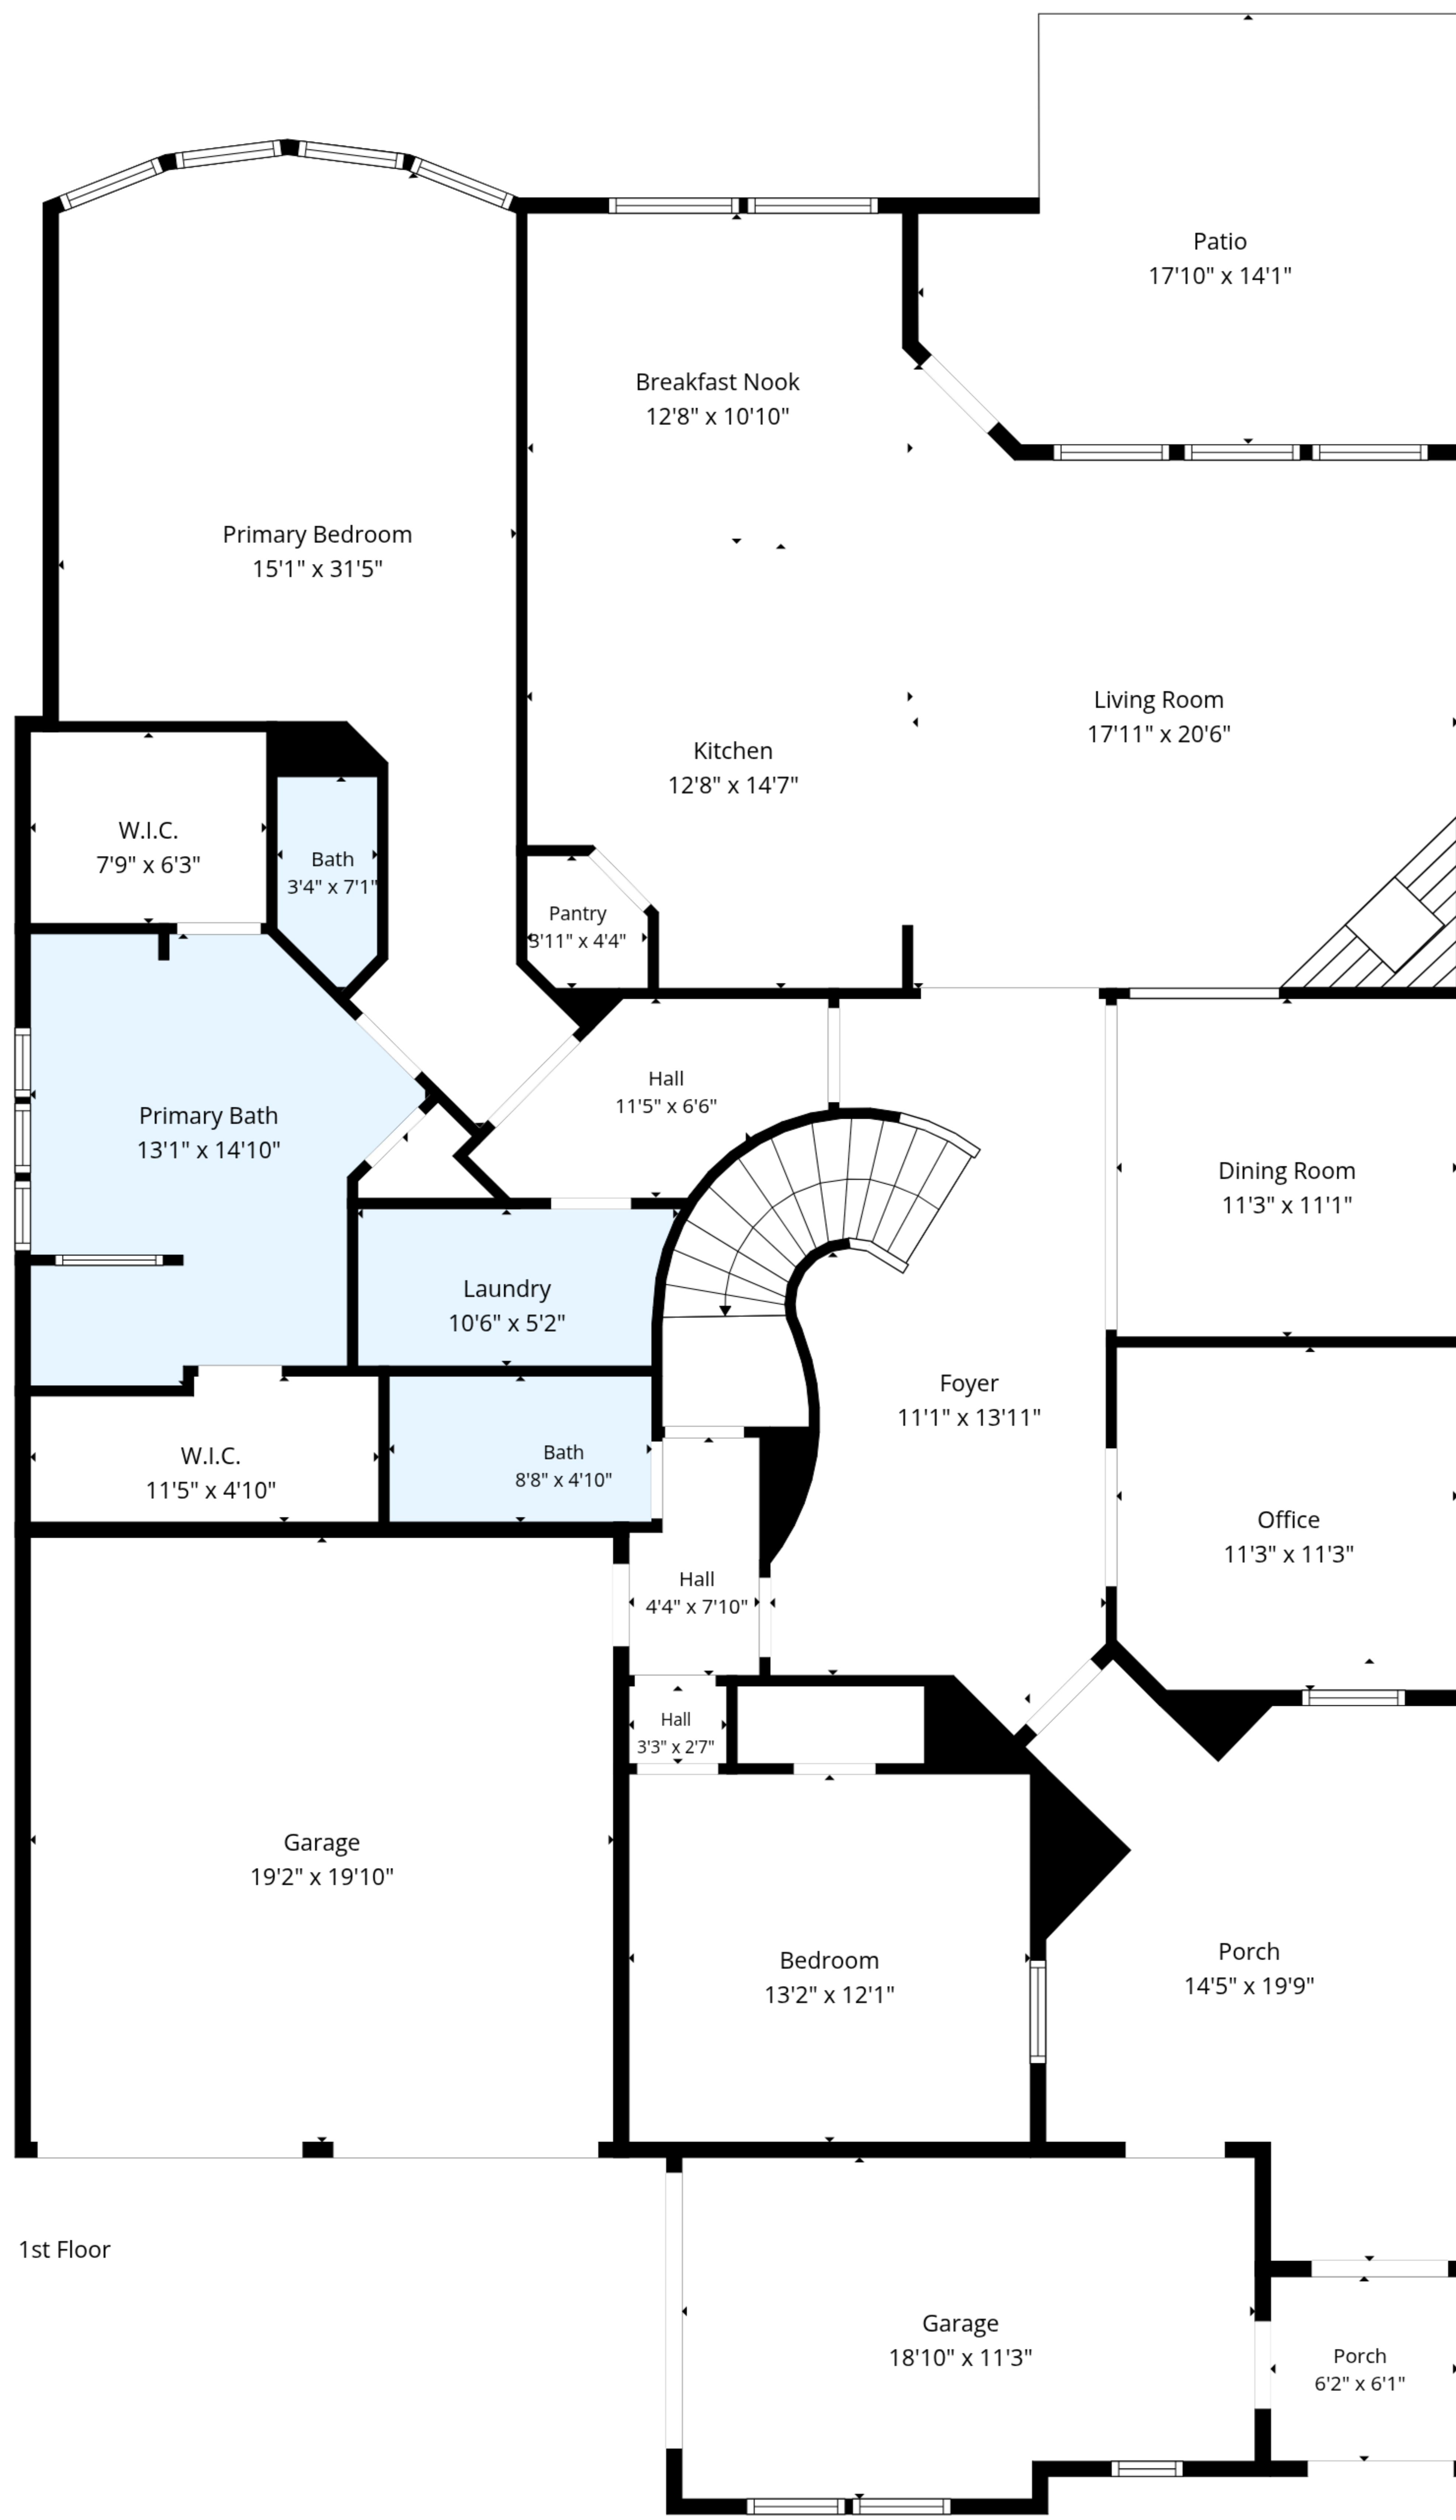 Patio
17'10" x 14'1"
Breakfast Nook
12'8" x 10'10"
Primary Bedroom
15'1" x 31'5"
Living Room
17'11" x 20'6"
Kitchen
12'8" x 14'7"
W.I.C.
7'9" x 6'3"
Bath
3'4" x 7'1"
Pantry
3'11" x 4'4"
Hall
11'5" x 6'6"
Primary Bath
13'1" x 14'10"
Dining Room
11'3" x 11'1"
Laundry
10'6" x 5'2"
Foyer
11'1" x 13'11"
W.I.C.
11'5" x 4'10"
Bath
8'8" x 4'10"
Office
11'3" x 11'3"
Hall
4'4" x 7'10"
Hall
3'3" x 2'7"
Garage
19'2" x 19'10"
Bedroom
13'2" x 12'1"
Porch
14'5" x 19'9"
1st Floor
Garage
18'10" x 11'3"
Porch
6'2" x 6'1"